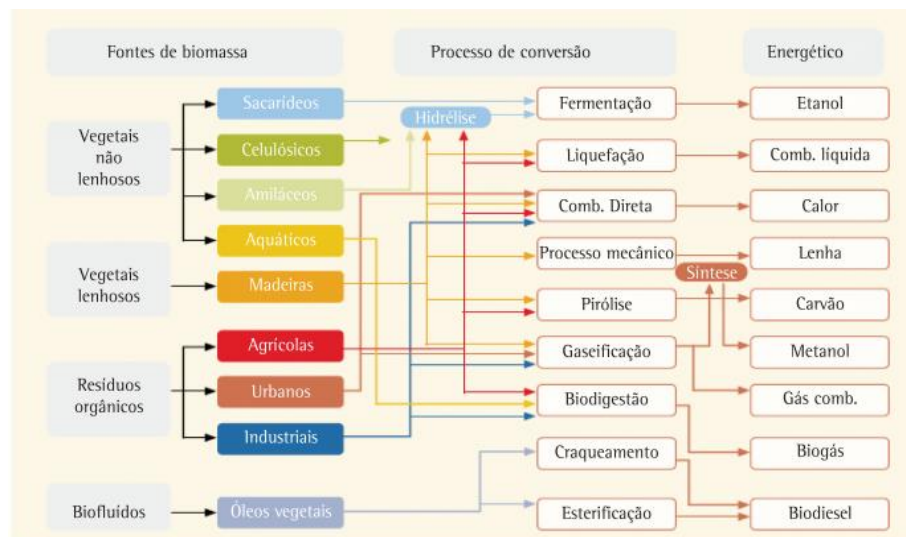 Fontes de biomassa
Processo de conversão
Energético
Vegetais
não
lenhosos
Sacarídeos
Celulósicos
Amiláceos
Aquáticos
Vegetais
lenhosos
Madeiras
Resíduos
orgânicos
Agrícolas
Urbanos
Industriais
Biofluídos
Óleos vegetais
Hidrélise
Fermentação
Liquefação
Comb. Direta
Processo mecânico
Pirólise
Gaseificação
Biodigestão
Craqueamento
Esterificação
Síntese
Etanol
Comb. líquida
Calor
Lenha
Carvão
Metanol
Gás comb.
Biogás
Biodiesel